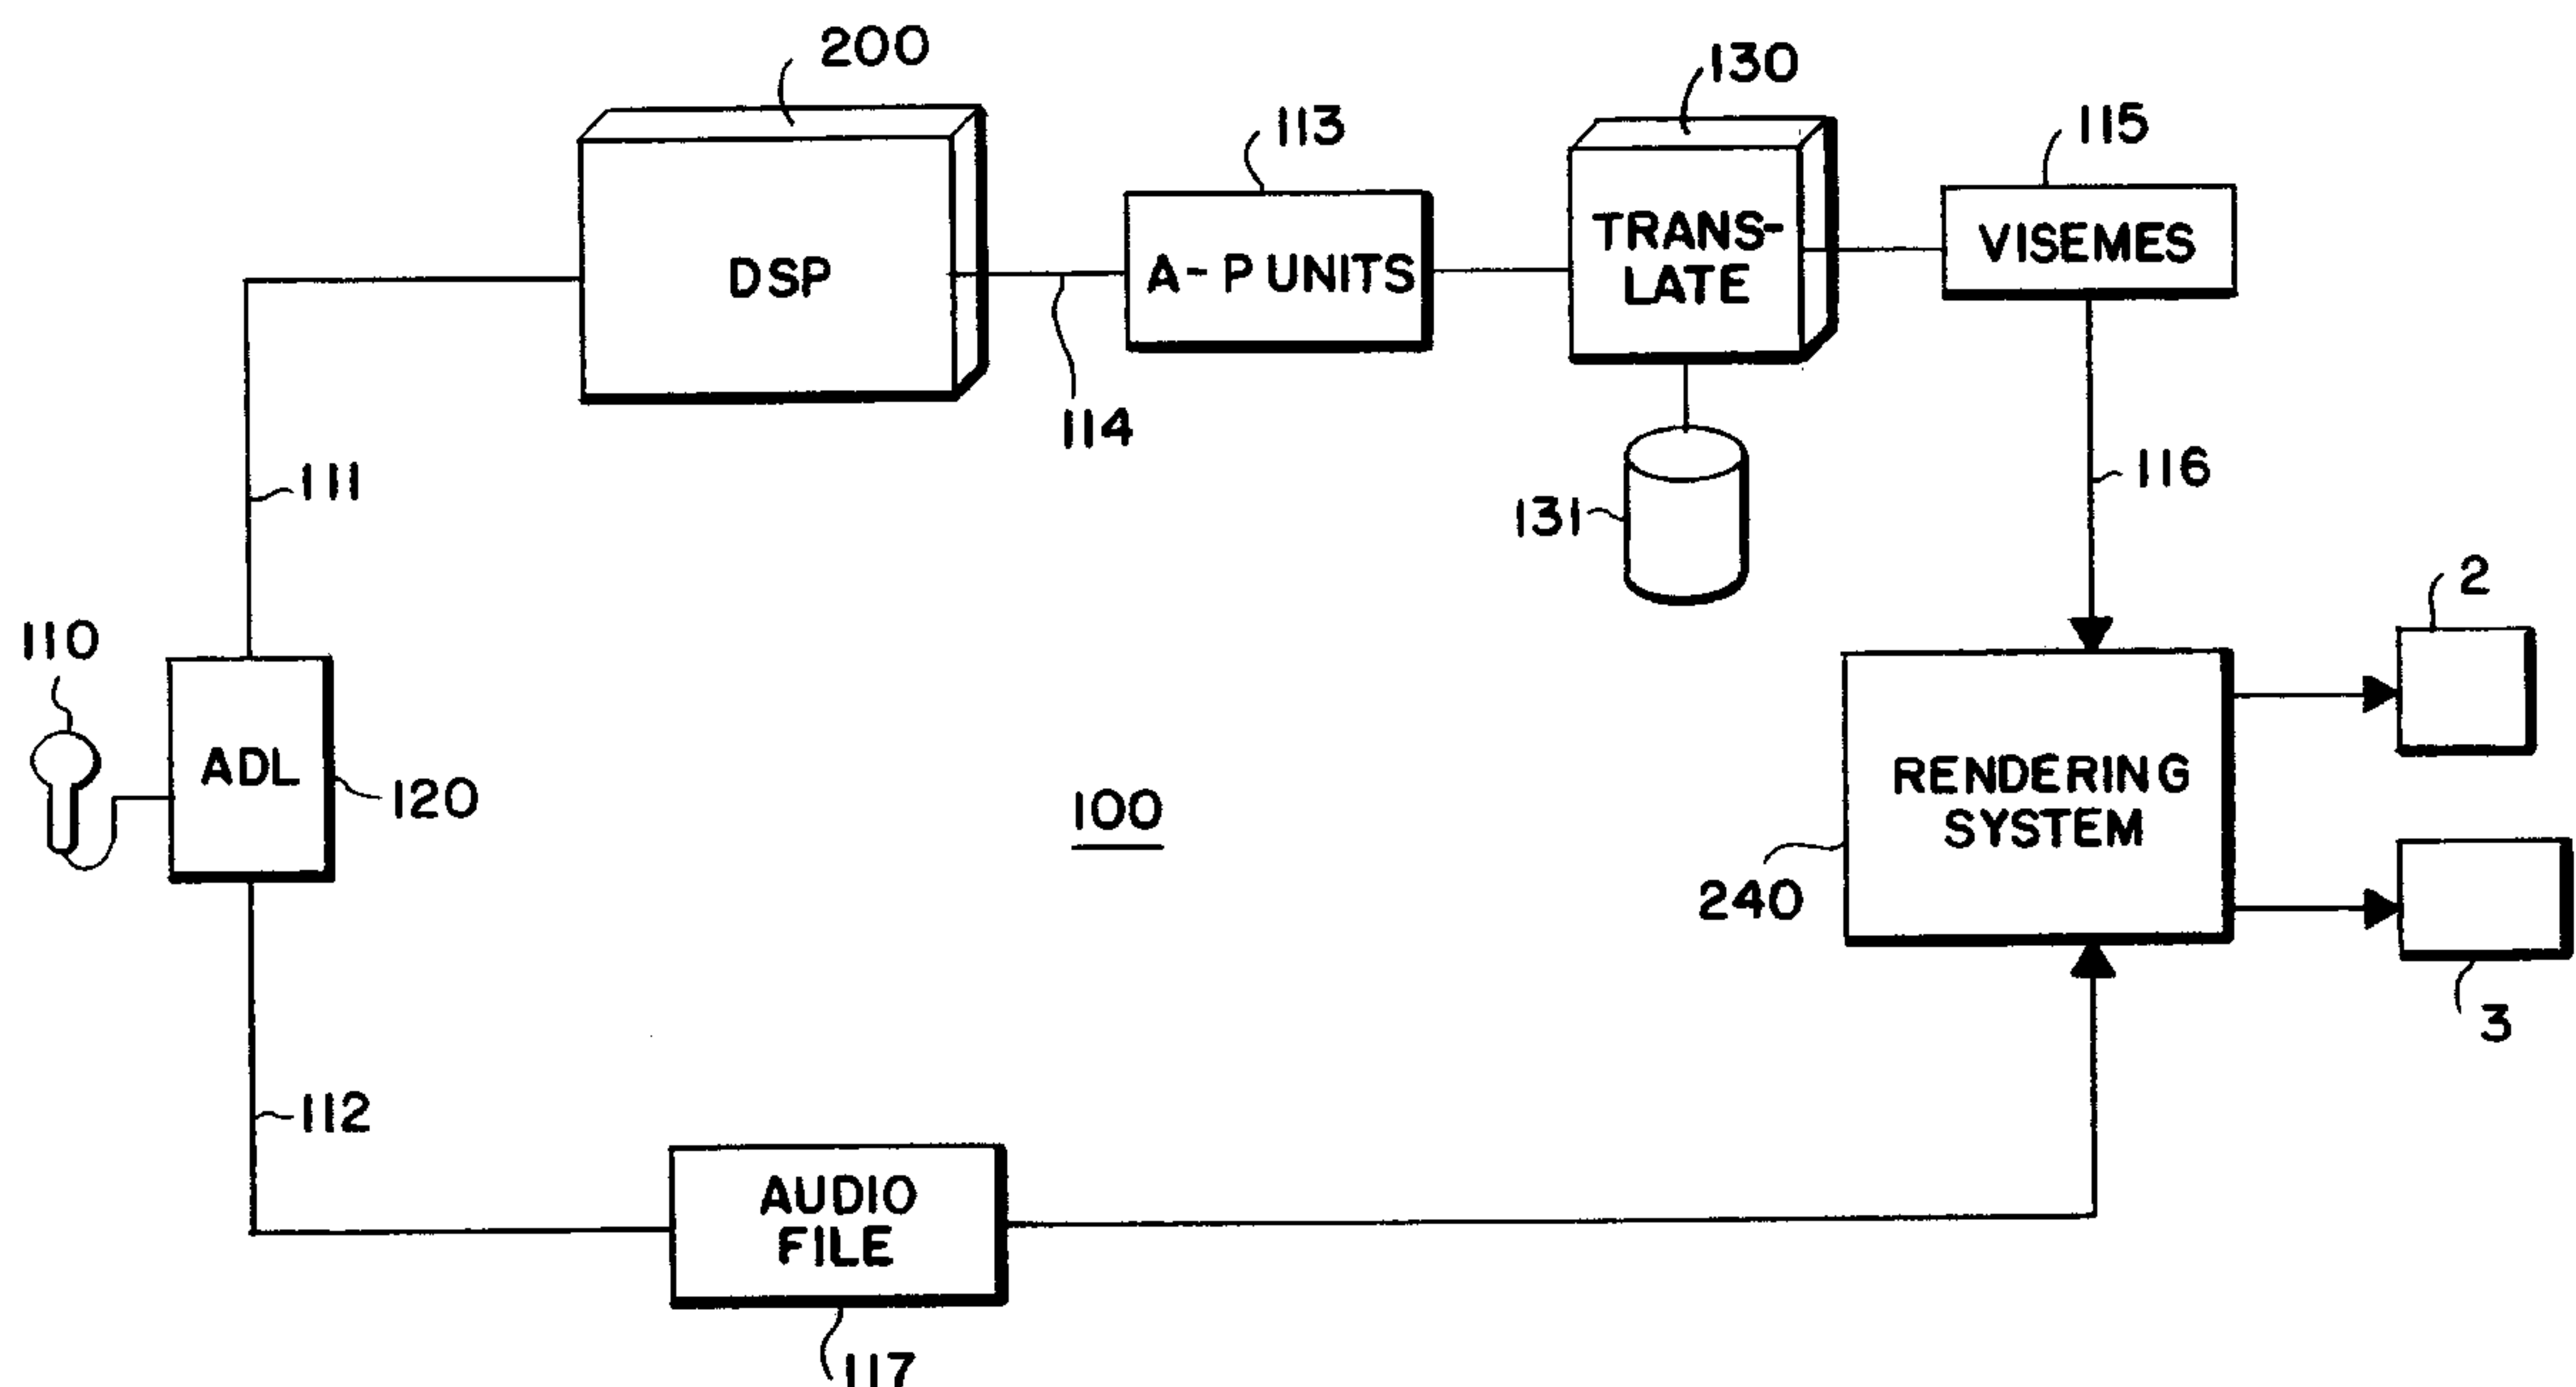 200
130
113
115
DSP
A-P UNITS
TRANS-
LATE
VISEMES
114
111
131
116
2
110
ADL
120
100
RENDERING
SYSTEM
240
3
112
AUDIO
FILE
117